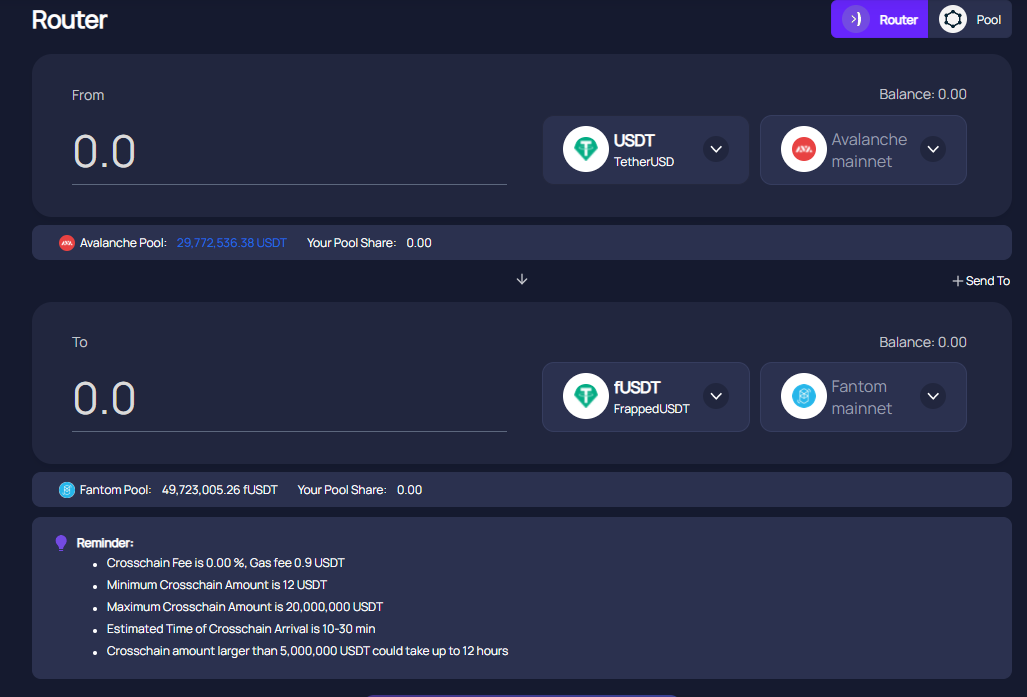 Router
Router
Pool
From
Balance: 0.00
0.0
USDT
TetherUSD
Avalanche
mainnet
Avalanche Pool: 29,772,536.38 USDT Your Pool Share: 0.00
Send To
To
Balance: 0.00
0.0
fUSDT
FrappedUSDT
Fantom
mainnet
Fantom Pool: 49,723,005.26 fUSDT Your Pool Share: 0.00
Reminder:
Crosschain Fee is 0.00 %, Gas fee 0.9 USDT
Minimum Crosschain Amount is 12 USDT
Maximum Crosschain Amount is 20,000,000 USDT
Estimated Time of Crosschain Arrival is 10-30 min
Crosschain amount larger than 5,000,000 USDT could take up to 12 hours